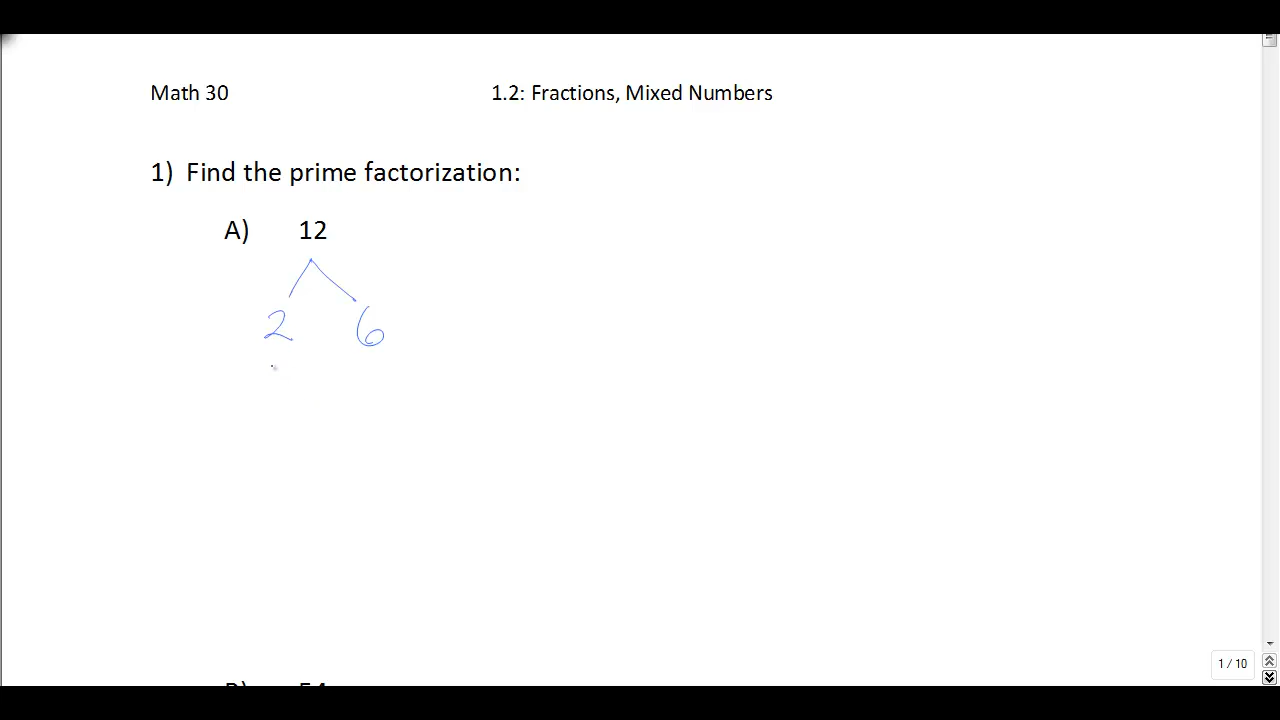 Math 30 1.2: Fractions, Mixed Numbers
1) Find the prime factorization:
A) 12
2 6
1 / 10